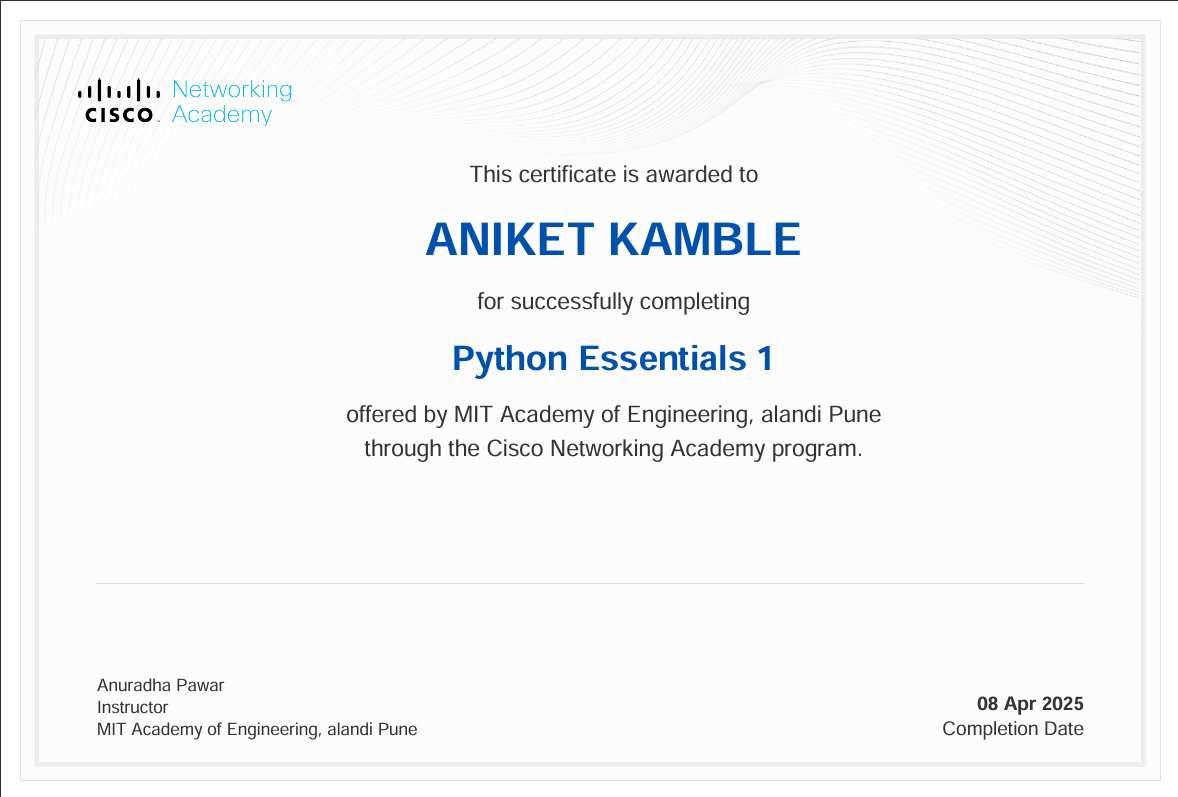 Networking
Academy
CISCO
This certificate is awarded to
ANIKET KAMBLE
for successfully completing
Python Essentials 1
offered by MIT Academy of Engineering, alandi Pune
through the Cisco Networking Academy program.
Anuradha Pawar
Instructor
MIT Academy of Engineering, alandi Pune
08 Apr 2025
Completion Date